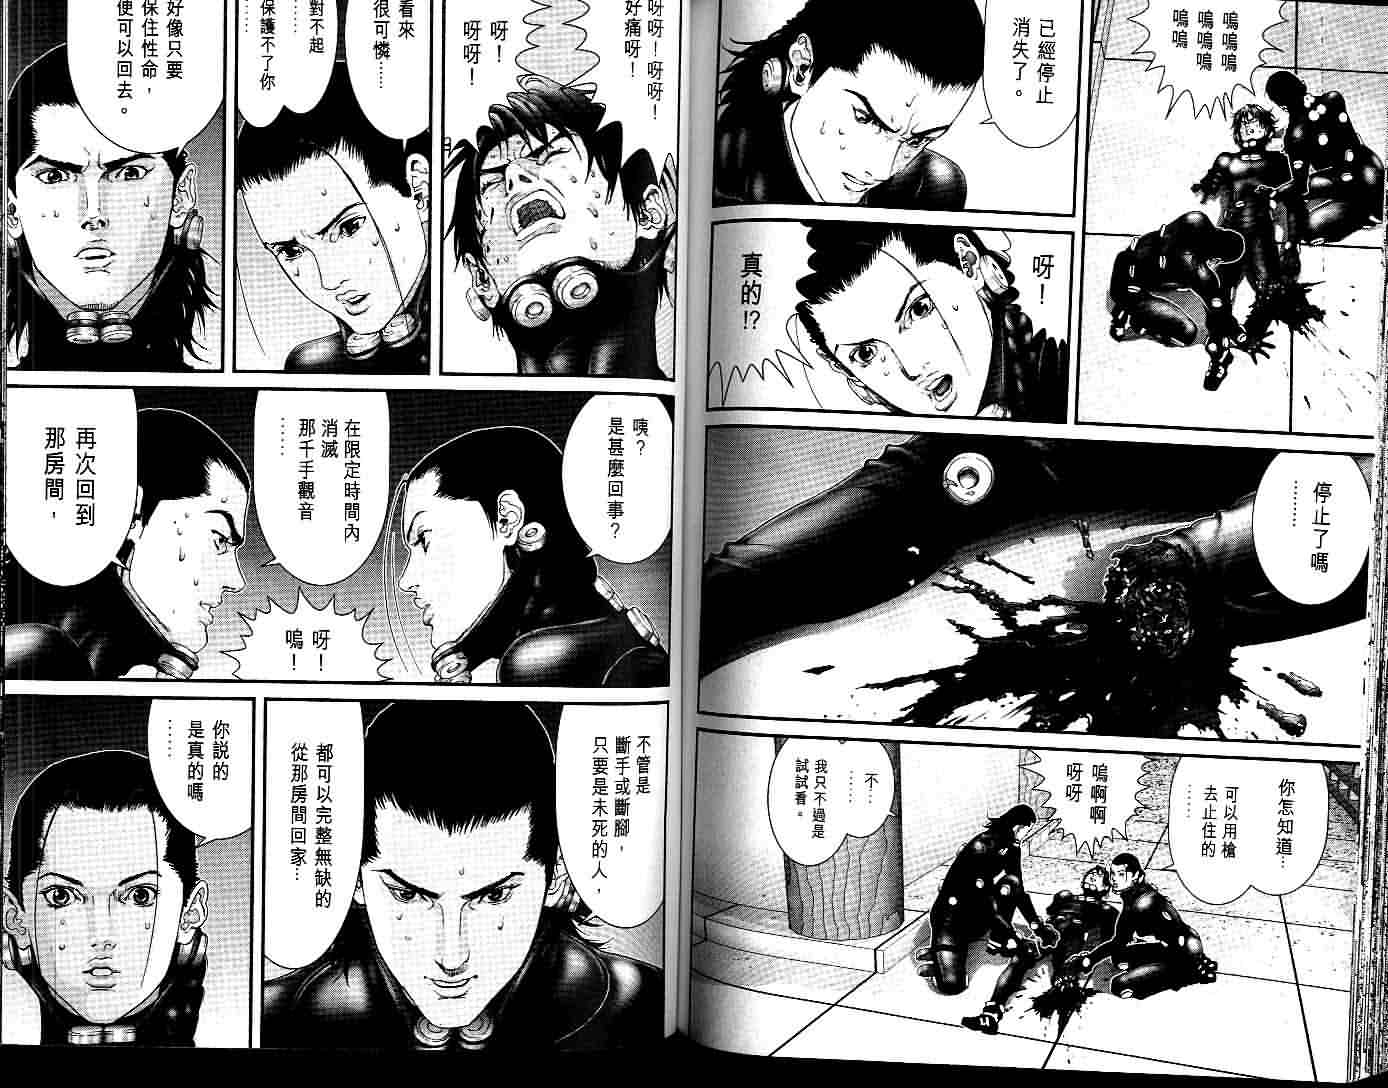 嗚嗚嗚
嗚嗚嗚
嗚嗚
已經停止
消失了。
呀！
真的!?
停止了嗎
……
你怎知道…
可以用槍
去止住的
……
嗚啊啊
呀呀
不…
……
我只不過是
試試看。
呀呀！呀呀！
好痛呀！
呀！
呀呀！
看來
很可憐……
對不起
……
保護不了你
……
好像只要
保住性命，
便可以回去。
咦？
是甚麼回事？
在限定時間內
消滅
那千手觀音
……
呀！
嗚！
再次回到
那房間，
不管是
斷手或斷腳，
只要是未死的人，
都可以完整無缺的
從那房間回家…
你說的
是真的嗎
……